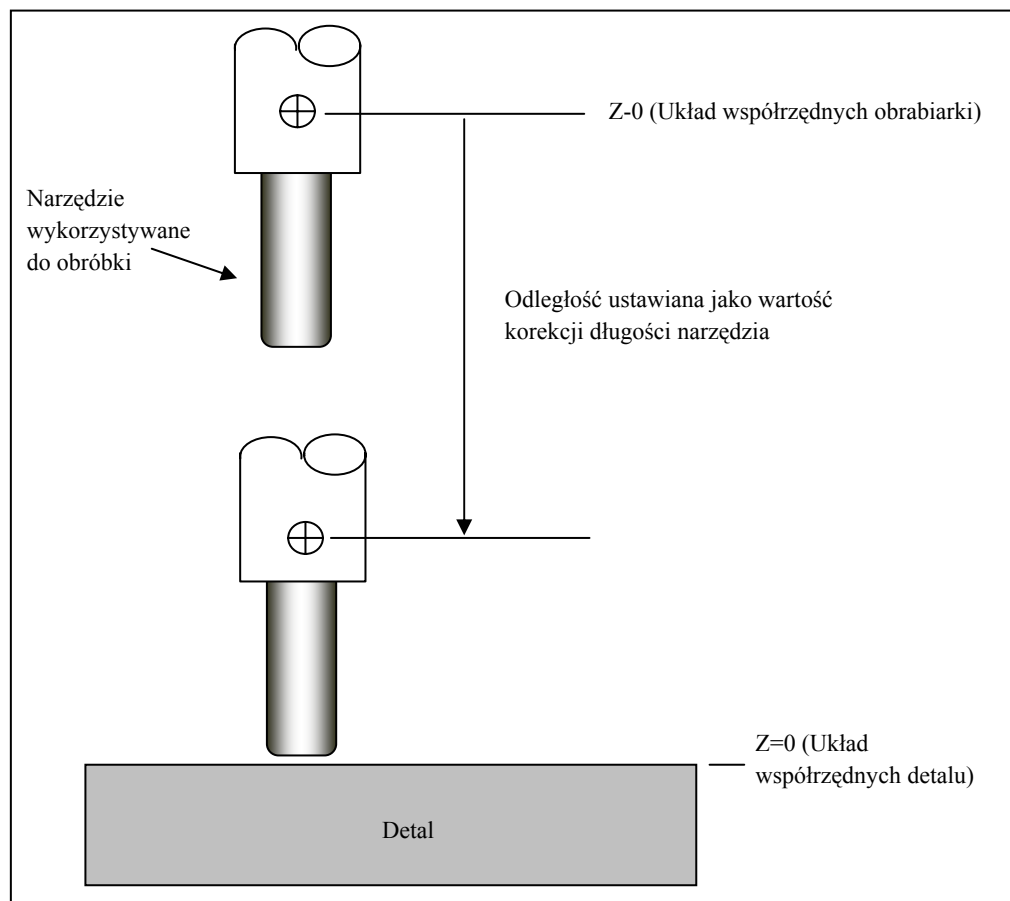 Z-0 (Układ współrzędnych obrabiarki)
Narzędzie
wykorzystywane
do obróbki
Odległość ustawiana jako wartość
korekcji długości narzędzia
Z=0 (Układ
współrzędnych detalu)
Detal